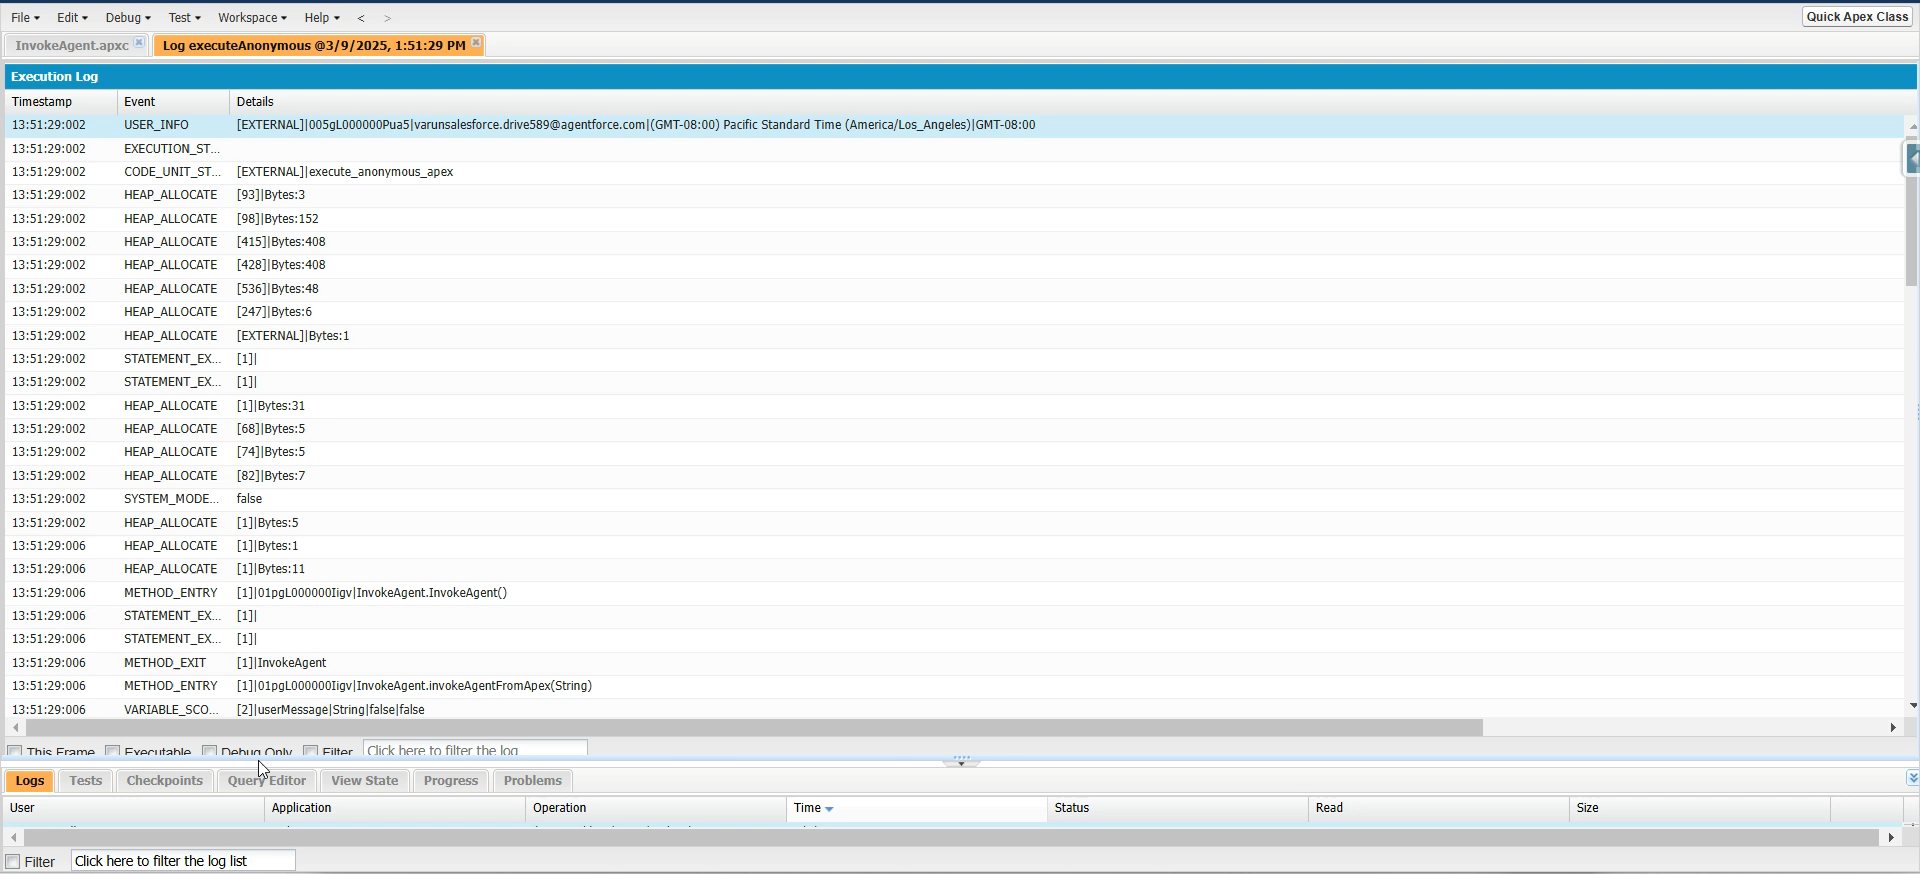 File Edit Debug Test Workspace Help < > Quick Apex Class
InvokeAgent.apxc Log executeAnonymous @3/9/2025, 1:51:29 PM
Execution Log
Timestamp Event Details
13:51:29:002 USER_INFO [EXTERNAL]|005gL000000Pua5|varunsalesforce.drive589@agentforce.com|(GMT-08:00) Pacific Standard Time (America/Los_Angeles)|GMT-08:00
13:51:29:002 EXECUTION_ST...
13:51:29:002 CODE_UNIT_ST... [EXTERNAL]|execute_anonymous_apex
13:51:29:002 HEAP_ALLOCATE [93]|Bytes:3
13:51:29:002 HEAP_ALLOCATE [98]|Bytes:152
13:51:29:002 HEAP_ALLOCATE [415]|Bytes:408
13:51:29:002 HEAP_ALLOCATE [428]|Bytes:408
13:51:29:002 HEAP_ALLOCATE [536]|Bytes:48
13:51:29:002 HEAP_ALLOCATE [247]|Bytes:6
13:51:29:002 HEAP_ALLOCATE [EXTERNAL]|Bytes:1
13:51:29:002 STATEMENT_EX... [1]|
13:51:29:002 STATEMENT_EX... [1]|
13:51:29:002 HEAP_ALLOCATE [1]|Bytes:31
13:51:29:002 HEAP_ALLOCATE [68]|Bytes:5
13:51:29:002 HEAP_ALLOCATE [74]|Bytes:5
13:51:29:002 HEAP_ALLOCATE [82]|Bytes:7
13:51:29:002 SYSTEM_MODE... false
13:51:29:002 HEAP_ALLOCATE [1]|Bytes:5
13:51:29:006 HEAP_ALLOCATE [1]|Bytes:1
13:51:29:006 HEAP_ALLOCATE [1]|Bytes:11
13:51:29:006 METHOD_ENTRY [1]|01pgL000000Iigv|InvokeAgent.InvokeAgent()
13:51:29:006 STATEMENT_EX... [1]|
13:51:29:006 STATEMENT_EX... [1]|
13:51:29:006 METHOD_EXIT [1]|InvokeAgent
13:51:29:006 METHOD_ENTRY [1]|01pgL000000Iigv|InvokeAgent.invokeAgentFromApex(String)
13:51:29:006 VARIABLE_SCO... [2]|userMessage|String|false|false
This Frame Executable Debug Only Filter Click here to filter the log
Logs Tests Checkpoints Query Editor View State Progress Problems
User Application Operation Time Status Read Size
Filter Click here to filter the log list